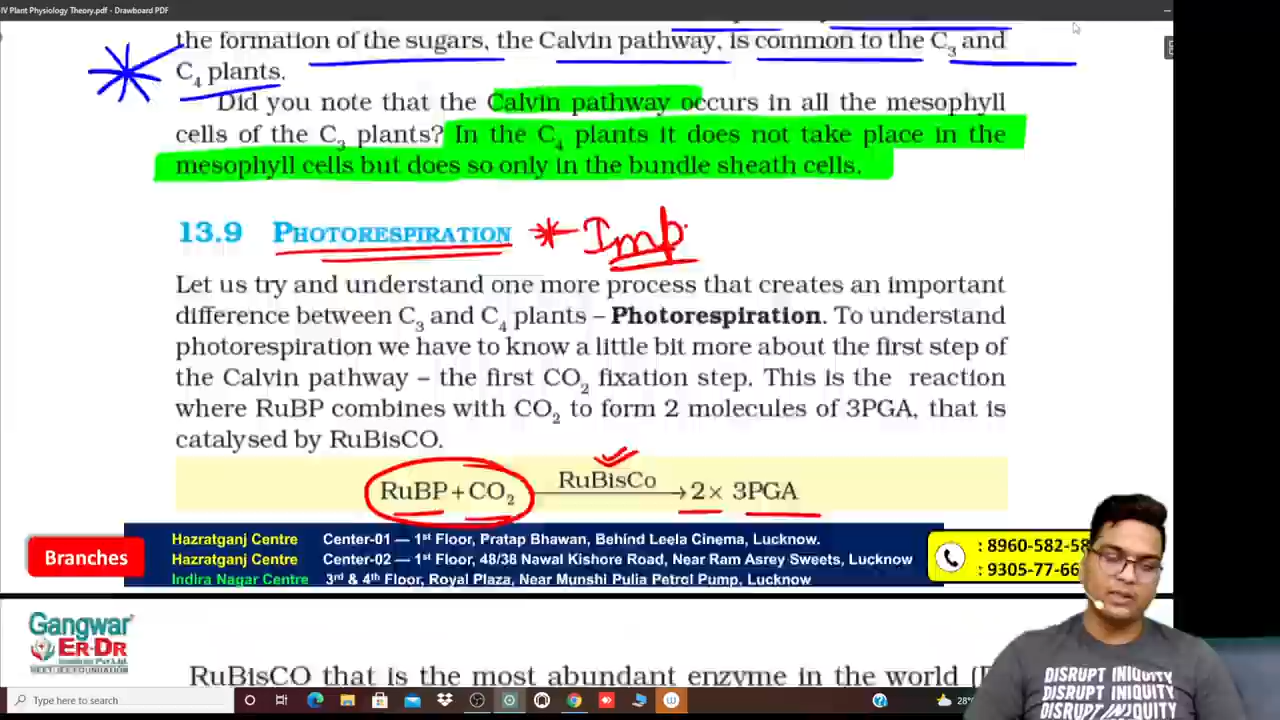 -IV Plant Physiology Theory.pdf - Drawboard PDF
the formation of the sugars, the Calvin pathway, is common to the C3 and
C4 plants.
Did you note that the Calvin pathway occurs in all the mesophyll
cells of the C3 plants? In the C4 plants it does not take place in the
mesophyll cells but does so only in the bundle sheath cells.
13.9 PHOTORESPIRATION * Imp.
Let us try and understand one more process that creates an important
difference between C3 and C4 plants – Photorespiration. To understand
photorespiration we have to know a little bit more about the first step of
the Calvin pathway – the first CO2 fixation step. This is the reaction
where RuBP combines with CO2 to form 2 molecules of 3PGA, that is
catalysed by RuBisCO.
RuBP + CO2 RuBisCo → 2× 3PGA
Branches
Hazratganj Centre Center-01 — 1st Floor, Pratap Bhawan, Behind Leela Cinema, Lucknow.
Hazratganj Centre Center-02 — 1st Floor, 48/38 Nawal Kishore Road, Near Ram Asrey Sweets, Lucknow
Indira Nagar Centre 3rd & 4th Floor, Royal Plaza, Near Munshi Pulia Petrol Pump, Lucknow
: 8960-582-58
: 9305-77-66
Gangwar
ER-DR
RuBisCO that is the most abundant enzyme in the world
DISRUPT INIQUITY
DISRUPT INIQUITY
DISRUPT INIQUITY
Type here to search
28°